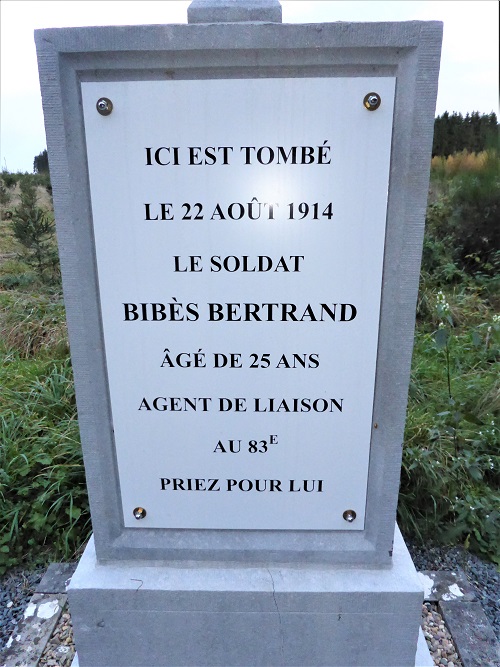 ICI EST TOMBÉ
LE 22 AOÛT 1914
LE SOLDAT
BIBÈS BERTRAND
ÂGÉ DE 25 ANS
AGENT DE LIAISON
AU 83E
PRIEZ POUR LUI